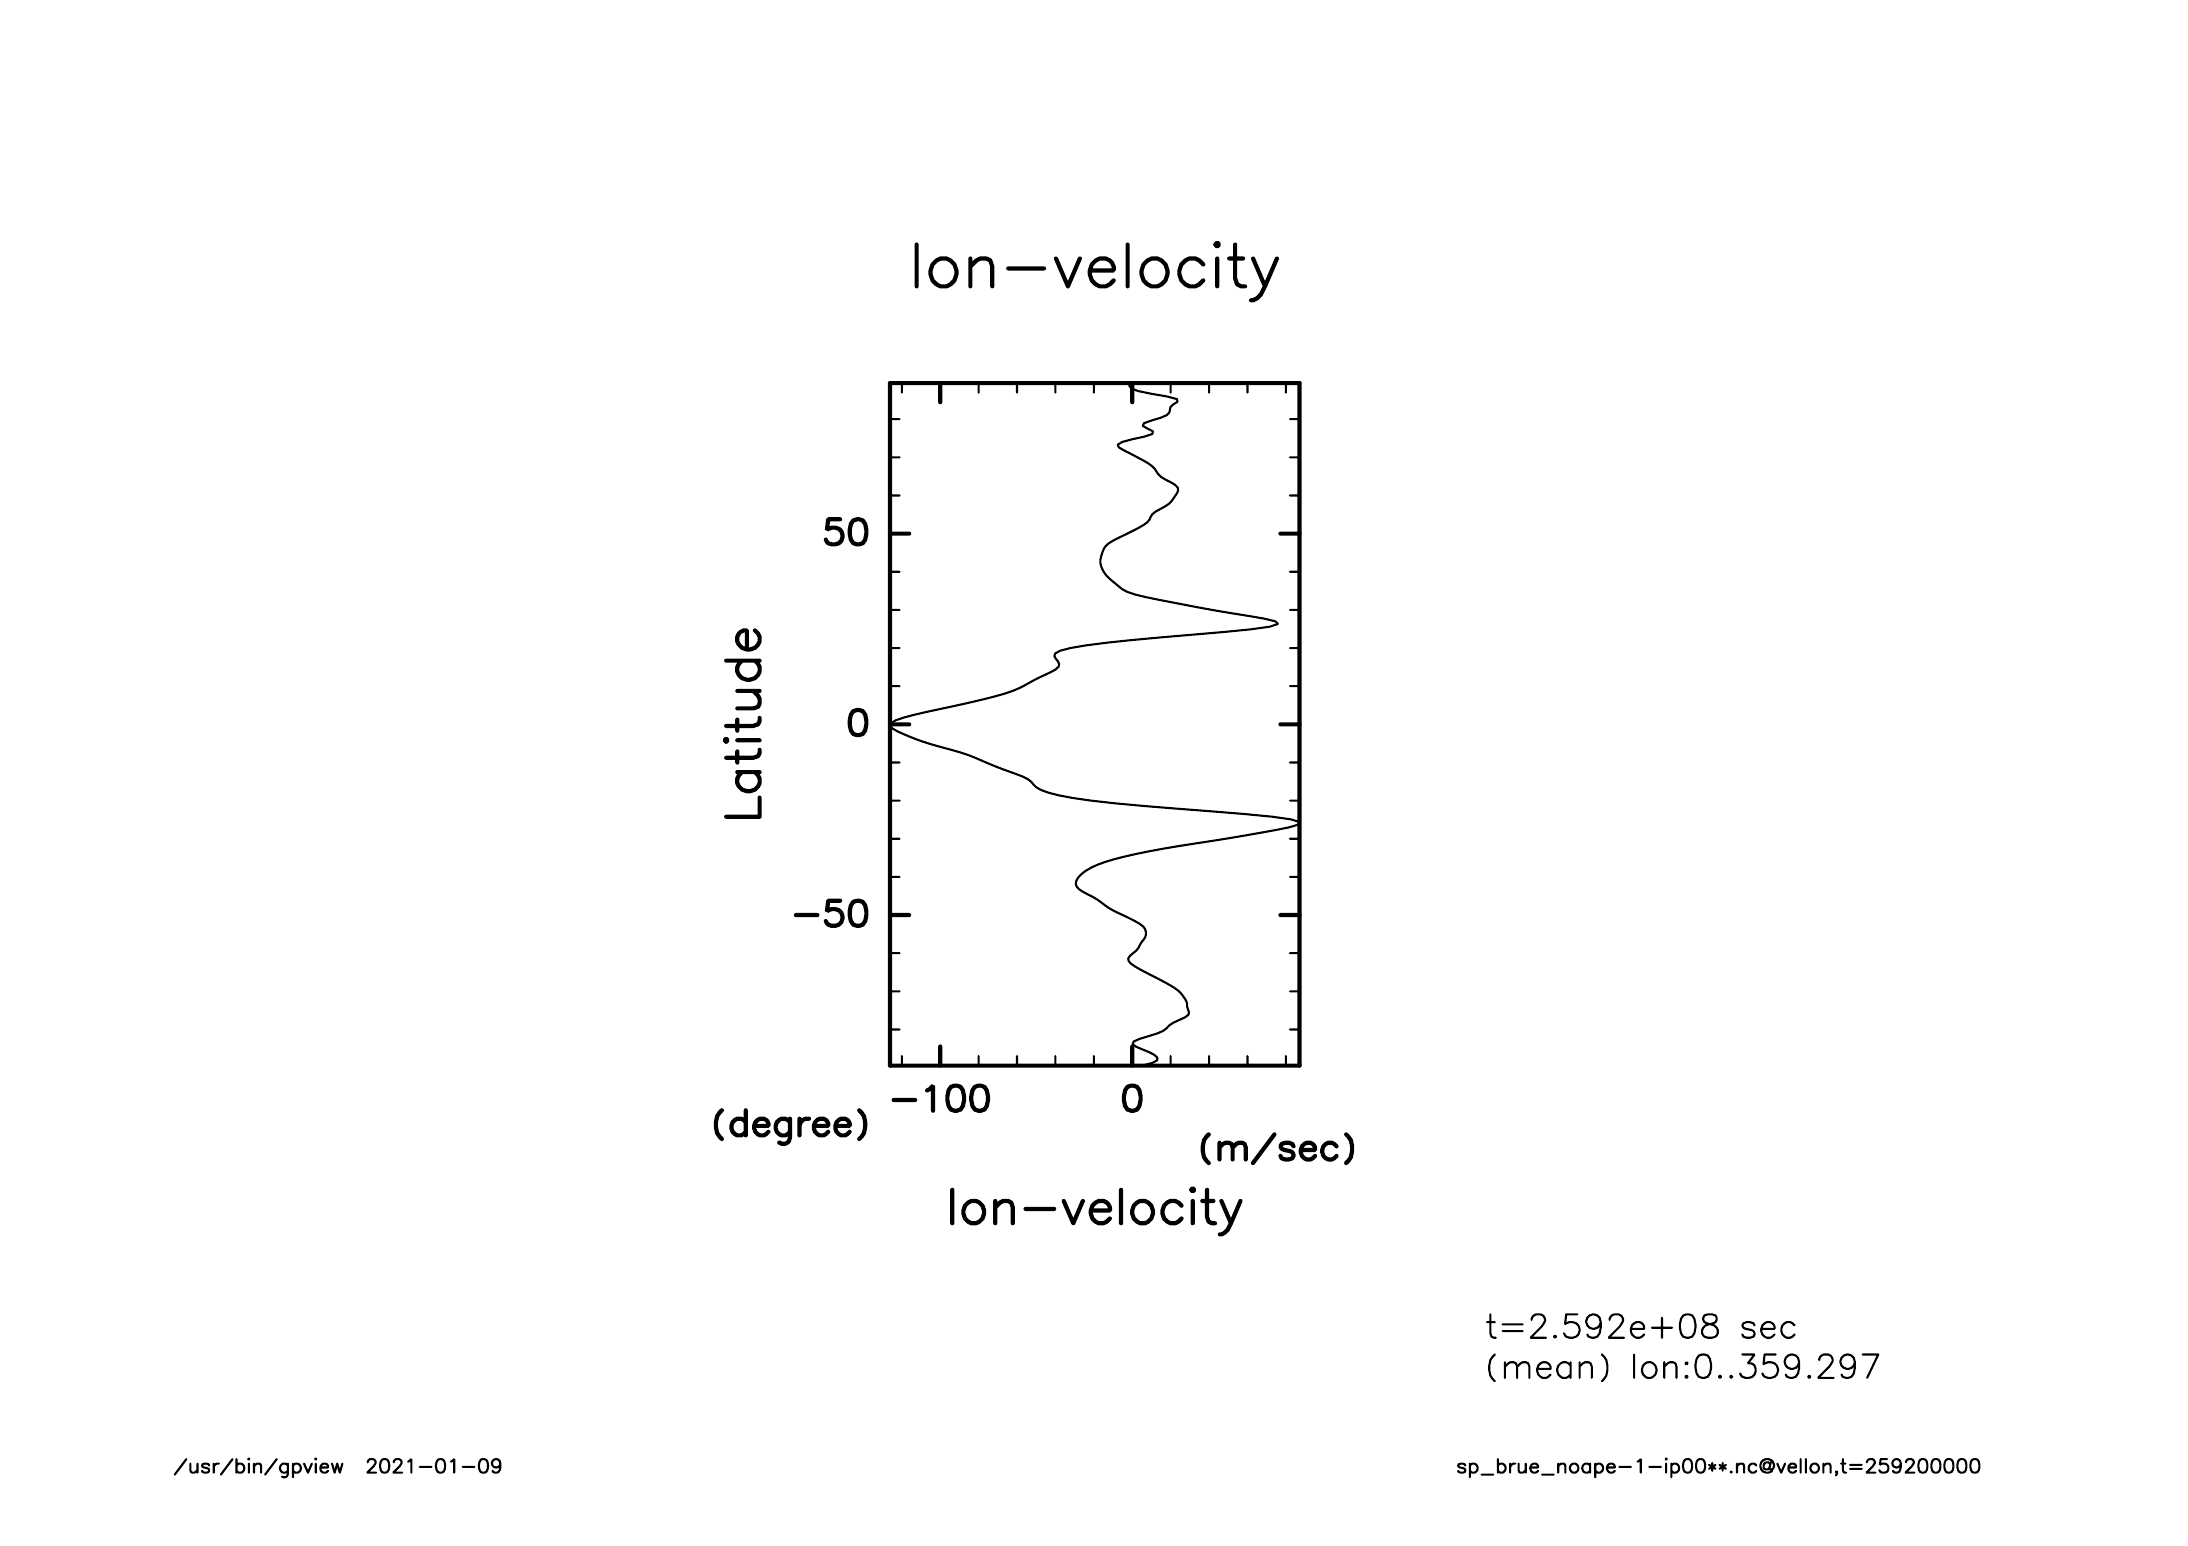 lon−velocity
50
0
−50
Latitude
−100 0
(degree)
(m/sec)
lon−velocity
t=2.592e+08 sec
(mean) lon:0..359.297
/usr/bin/gpview 2021−01−09
sp_brue_noape−1−ip00**.nc@vellon,t=259200000